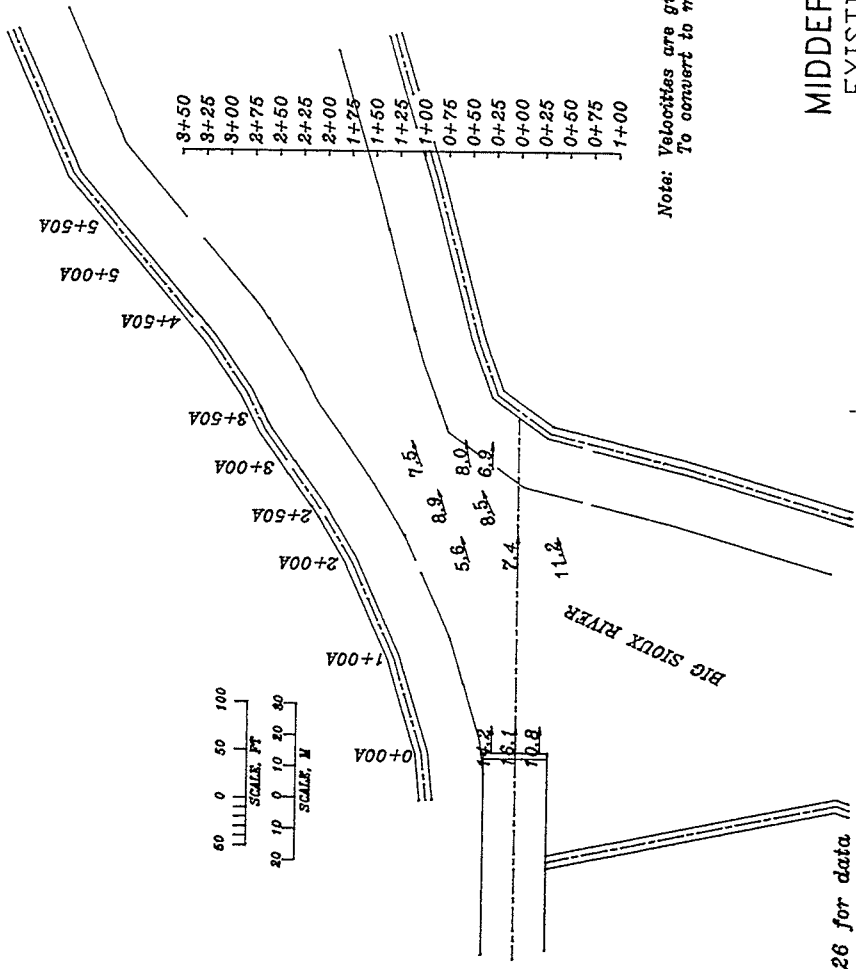 MIDDEF
EXISTI
Note: Velocities are g
To convert to m
3+50
3+25
3+00
2+75
2+50
2+25
2+00
1+75
1+50
1+25
1+00
0+75
0+50
0+25
0+00
0+25
0+50
0+75
1+00
5+50A
5+00A
4+50A
3+50A
3+00A
2+50A
2+00A
1+00A
0+00A
7.5
8.0
6.9
8.9
8.5
5.6
7.4
11.2
BIG SIOUX RIVER
16.1
10.8
50 0 50 100
SCALE, FT
20 10 0 10 20 30
SCALE, M
26 for data